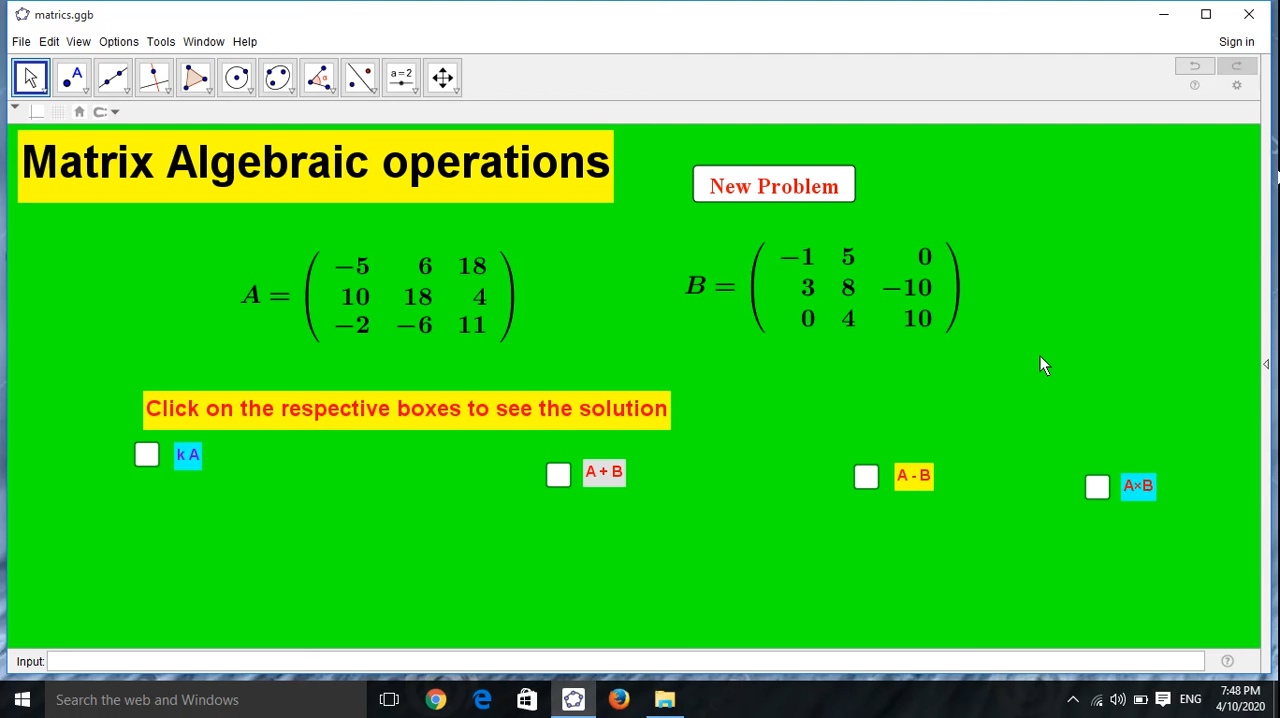 matrics.ggb
File Edit View Options Tools Window Help
Sign in
A
α
a=2
Matrix Algebraic operations
New Problem
A = ( −5 6 18
10 18 4
−2 −6 11 )
B = ( −1 5 0
3 8 −10
0 4 10 )
Click on the respective boxes to see the solution
k A
A + B
A - B
A×B
Input:
Search the web and Windows
ENG
7:48 PM
4/10/2020